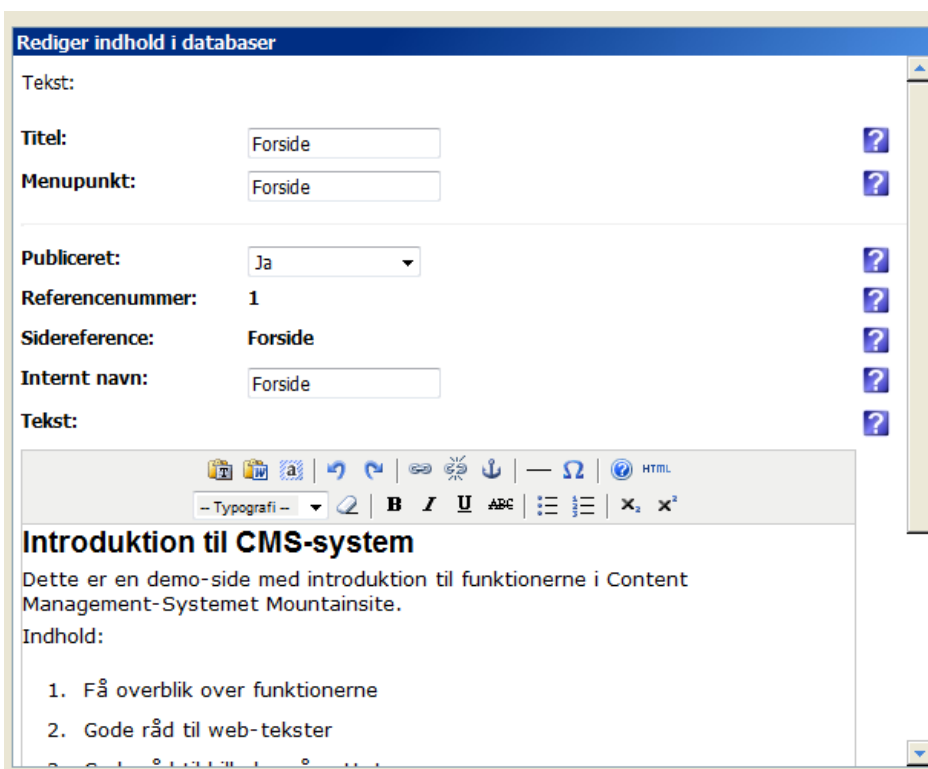 Rediger indhold i databaser
Tekst:
Titel: Forside
Menupunkt: Forside
Publiceret: Ja
Referencenummer: 1
Sidereference: Forside
Internt navn: Forside
Tekst:
HTML
-- Typografi -- B I U ABC X₂ X²
Introduktion til CMS-system
Dette er en demo-side med introduktion til funktionerne i Content
Management-Systemet Mountainsite.
Indhold:
1. Få overblik over funktionerne
2. Gode råd til web-tekster